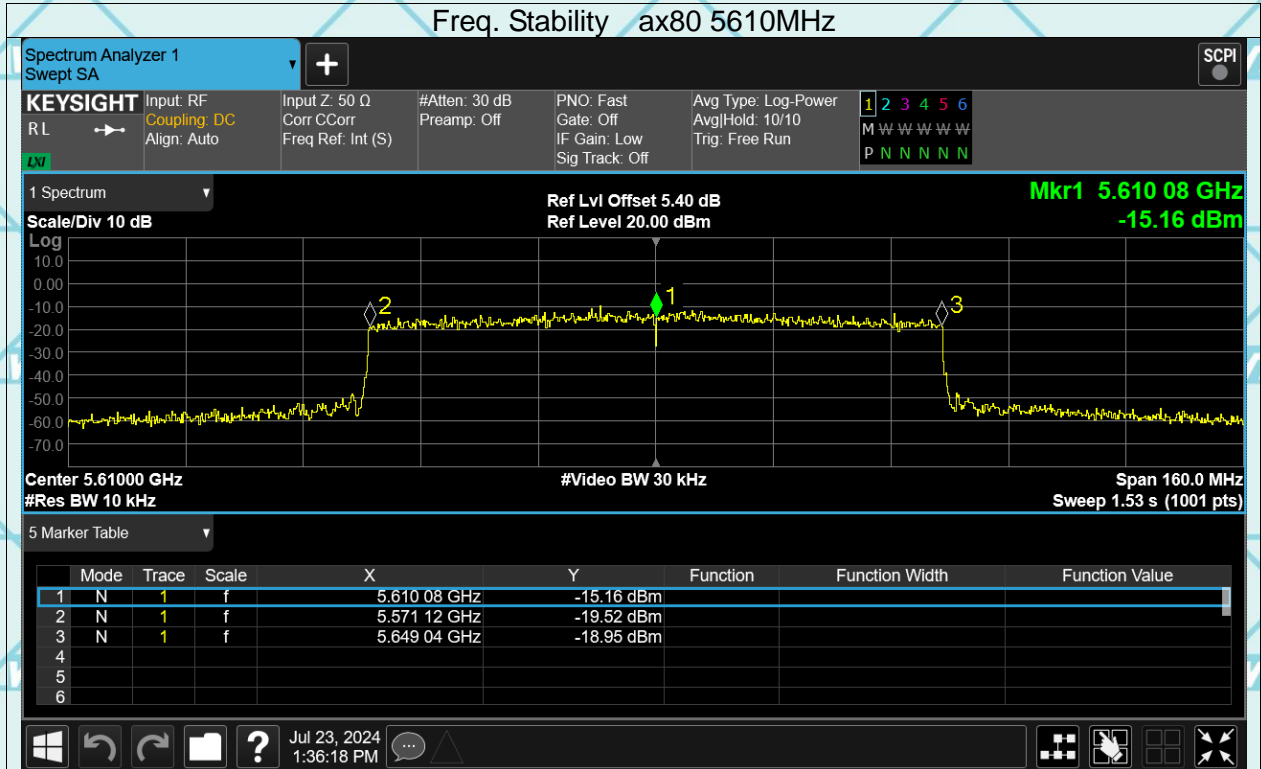 Freq. Stability ax80 5610MHz
Spectrum Analyzer 1
Swept SA
SCPI
KEYSIGHT
R L
LXI
Input: RF
Coupling: DC
Align: Auto
Input Z: 50 Ω
Corr CCorr
Freq Ref: Int (S)
#Atten: 30 dB
Preamp: Off
PNO: Fast
Gate: Off
IF Gain: Low
Sig Track: Off
Avg Type: Log-Power
Avg|Hold: 10/10
Trig: Free Run
1 2 3 4 5 6
M W W W W W
P N N N N N
1 Spectrum
Scale/Div 10 dB
Ref Lvl Offset 5.40 dB
Ref Level 20.00 dBm
Mkr1 5.610 08 GHz
-15.16 dBm
Log
10.0
0.00
-10.0
-20.0
-30.0
-40.0
-50.0
-60.0
-70.0
2
1
3
Center 5.61000 GHz
#Video BW 30 kHz
Span 160.0 MHz
#Res BW 10 kHz
Sweep 1.53 s (1001 pts)
5 Marker Table
Mode Trace Scale X Y Function Function Width Function Value
1 N 1 f 5.610 08 GHz -15.16 dBm
2 N 1 f 5.571 12 GHz -19.52 dBm
3 N 1 f 5.649 04 GHz -18.95 dBm
4
5
6
?
Jul 23, 2024
1:36:18 PM